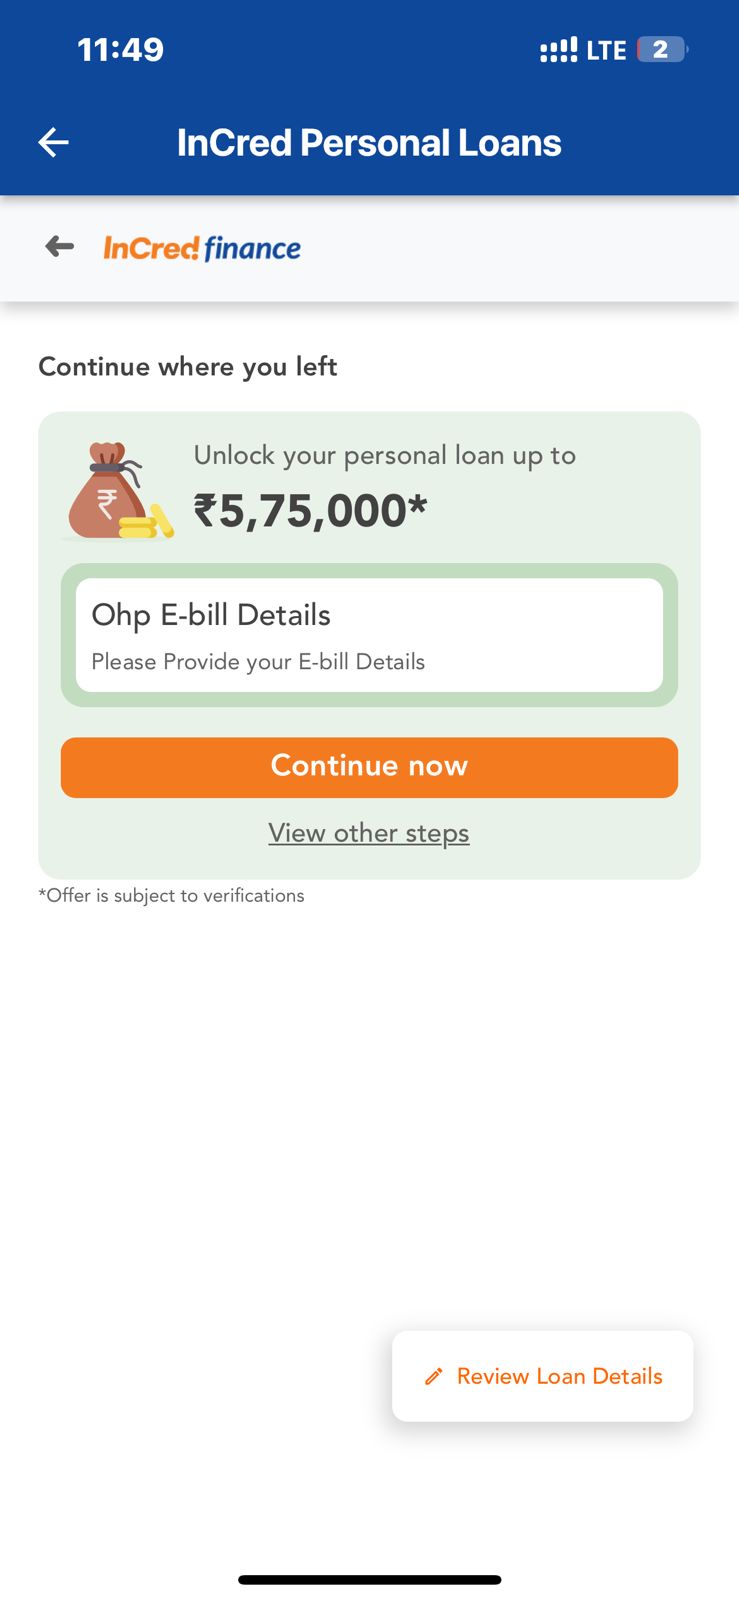 11:49
LTE 2
InCred Personal Loans
InCred finance
Continue where you left
Unlock your personal loan up to
₹5,75,000*
₹
Ohp E-bill Details
Please Provide your E-bill Details
Continue now
View other steps
*Offer is subject to verifications
Review Loan Details